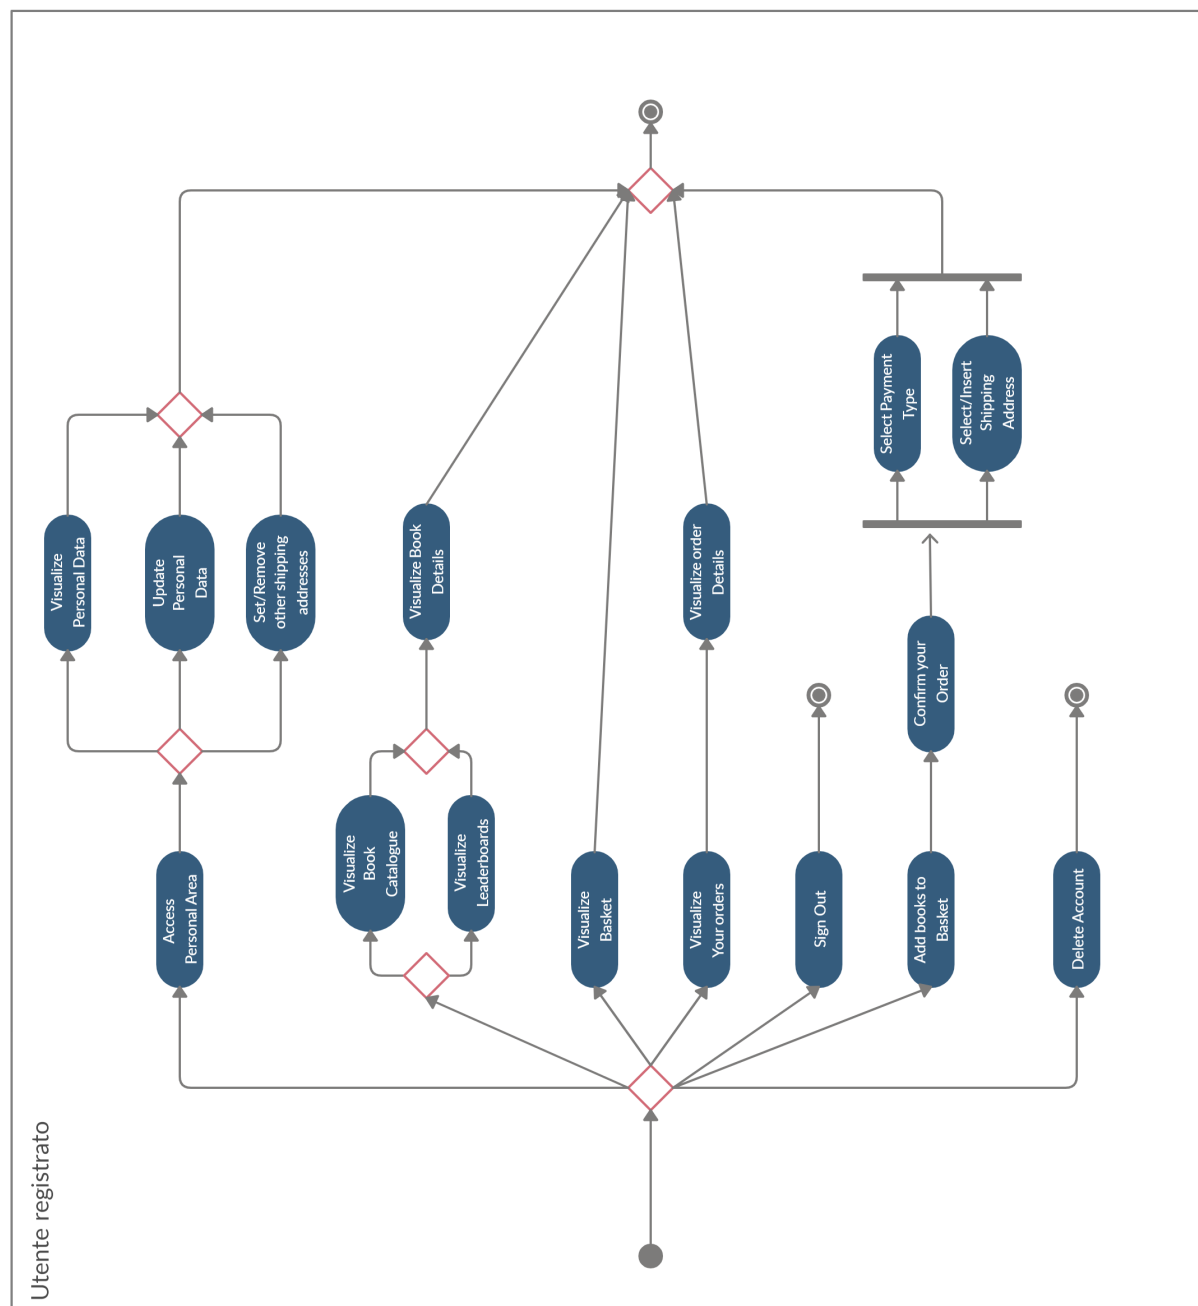 Utente registrato
Visualize
Personal Data
Update
Personal
Data
Set/Remove
other shipping
addresses
Access
Personal Area
Visualize Book
Details
Visualize
Book
Catalogue
Visualize
Leaderboards
Visualize
Basket
Visualize order
Details
Visualize
Your orders
Sign Out
Select Payment
Type
Select/Insert
Shipping
Address
Confirm your
Order
Add books to
Basket
Delete Account